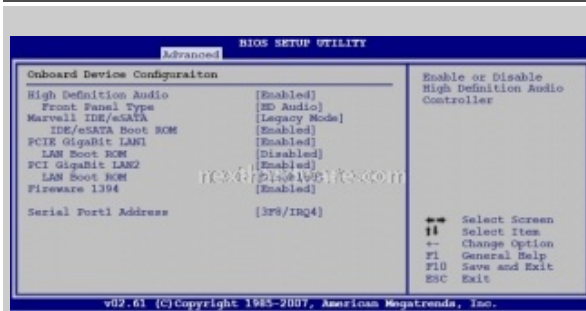 BIOS SETUP UTILITY
Advanced
Onboard Device Configuraiton
High Definition Audio [Enabled]
Front Panel Type [HD Audio]
Marvell IDE/eSATA [Legacy Mode]
IDE/eSATA Boot ROM [Enabled]
PCIE GigaBit LAN1 [Enabled]
LAN Boot ROM [Disabled]
PCI GigaBit LAN2 [Enabled]
LAN Boot ROM
nexthardware.com
Fireware 1394 [Enabled]
Serial Port1 Address [3F8/IRQ4]
Enable or Disable
High Definition Audio
Controller
Select Screen
Select Item
+- Change Option
F1 General Help
F10 Save and Exit
ESC Exit
v02.61 (C)Copyright 1985-2007, American Megatrends, Inc.